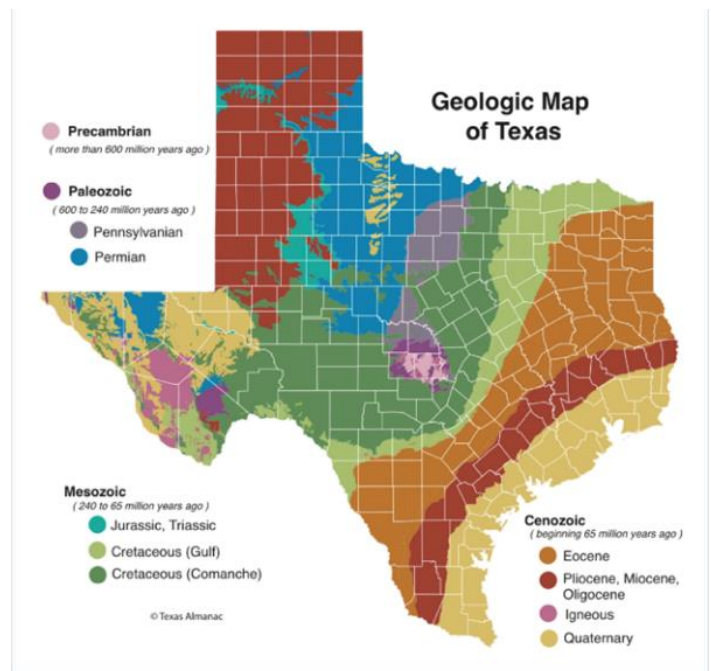 Geologic Map
of Texas
Precambrian
( more than 600 million years ago )
Paleozoic
( 600 to 240 million years ago )
Pennsylvanian
Permian
Mesozoic
( 240 to 65 million years ago )
Jurassic, Triassic
Cretaceous (Gulf)
Cretaceous (Comanche)
© Texas Almanac
Cenozoic
( beginning 65 million years ago )
Eocene
Pliocene, Miocene,
Oligocene
Igneous
Quaternary